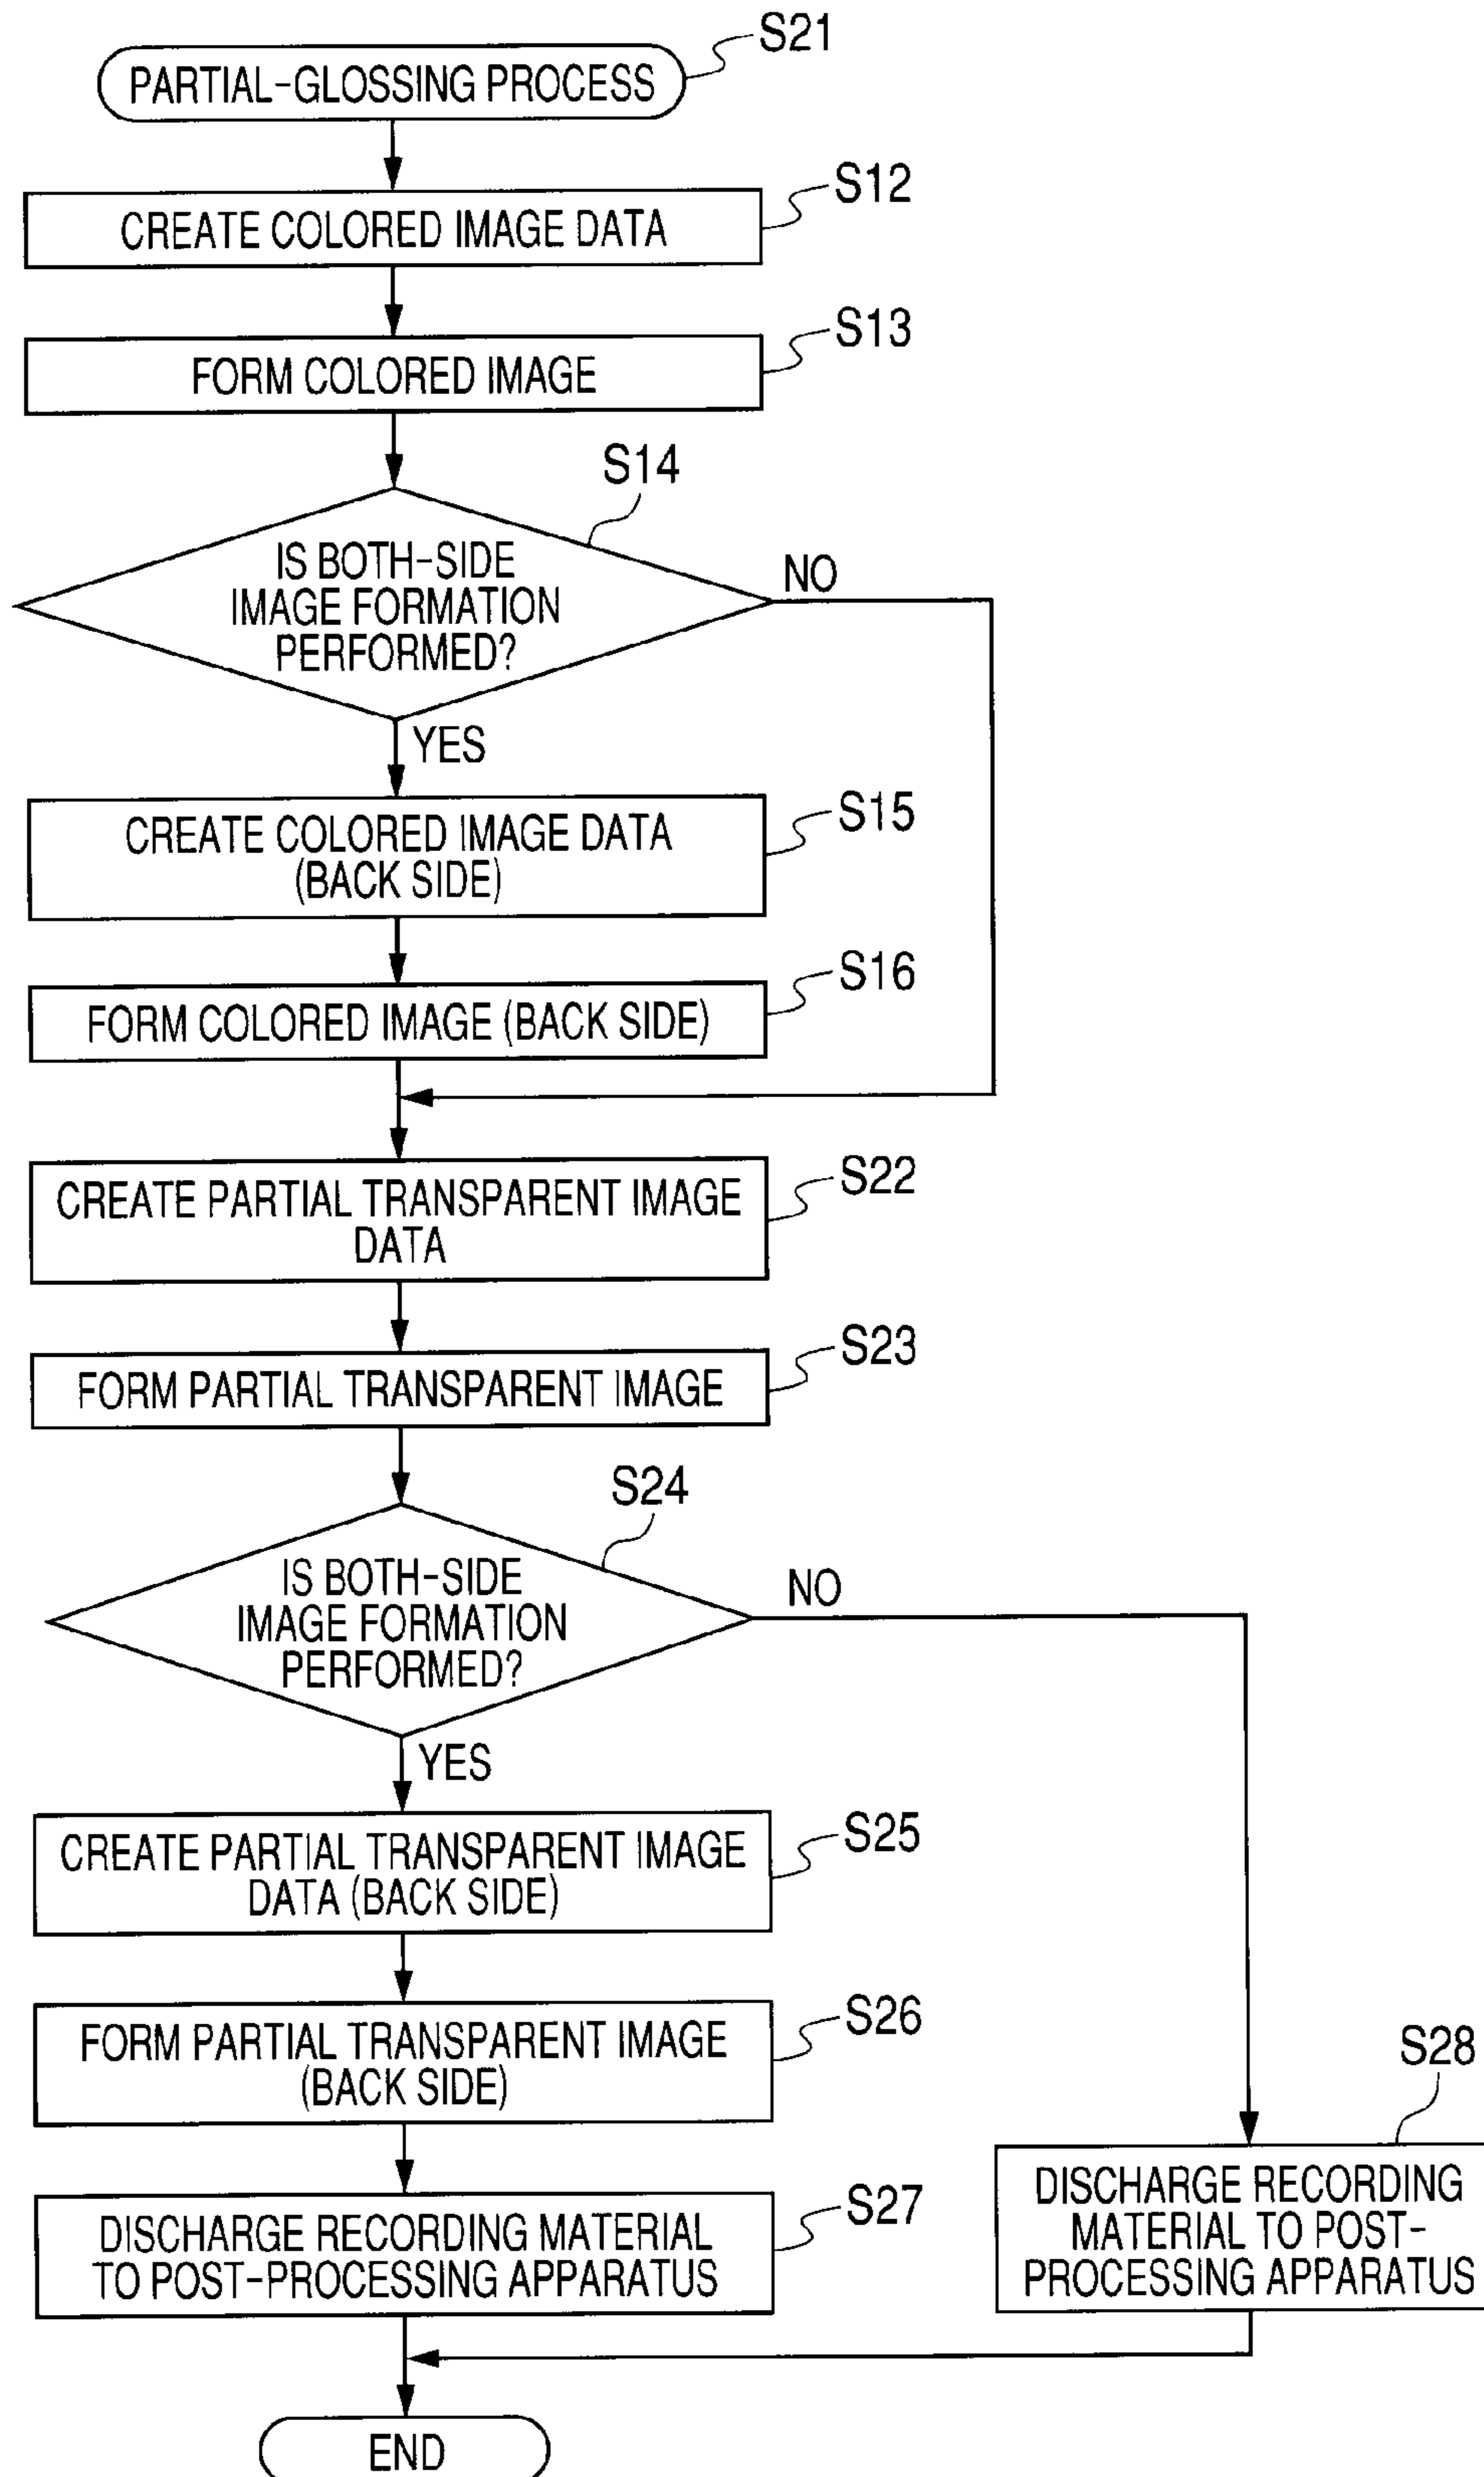 S21
PARTIAL-GLOSSING PROCESS
S12
CREATE COLORED IMAGE DATA
S13
FORM COLORED IMAGE
S14
IS BOTH-SIDE
IMAGE FORMATION
PERFORMED?
NO
YES
S15
CREATE COLORED IMAGE DATA
(BACK SIDE)
S16
FORM COLORED IMAGE (BACK SIDE)
S22
CREATE PARTIAL TRANSPARENT IMAGE
DATA
S23
FORM PARTIAL TRANSPARENT IMAGE
S24
IS BOTH-SIDE
IMAGE FORMATION
PERFORMED?
NO
YES
S25
CREATE PARTIAL TRANSPARENT IMAGE
DATA (BACK SIDE)
S26
FORM PARTIAL TRANSPARENT IMAGE
(BACK SIDE)
S27
DISCHARGE RECORDING MATERIAL
TO POST-PROCESSING APPARATUS
S28
DISCHARGE RECORDING
MATERIAL TO POST-
PROCESSING APPARATUS
END